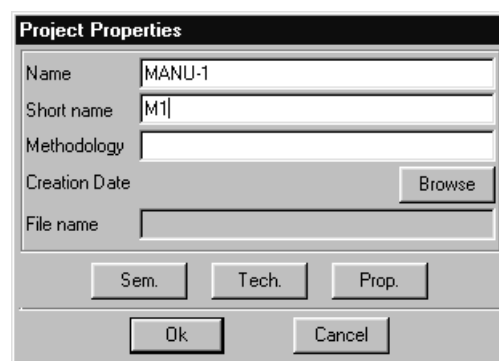 Project Properties
Name MANU-1
Short name M1
Methodology
Creation Date Browse
File name
Sem. Tech. Prop.
Ok Cancel